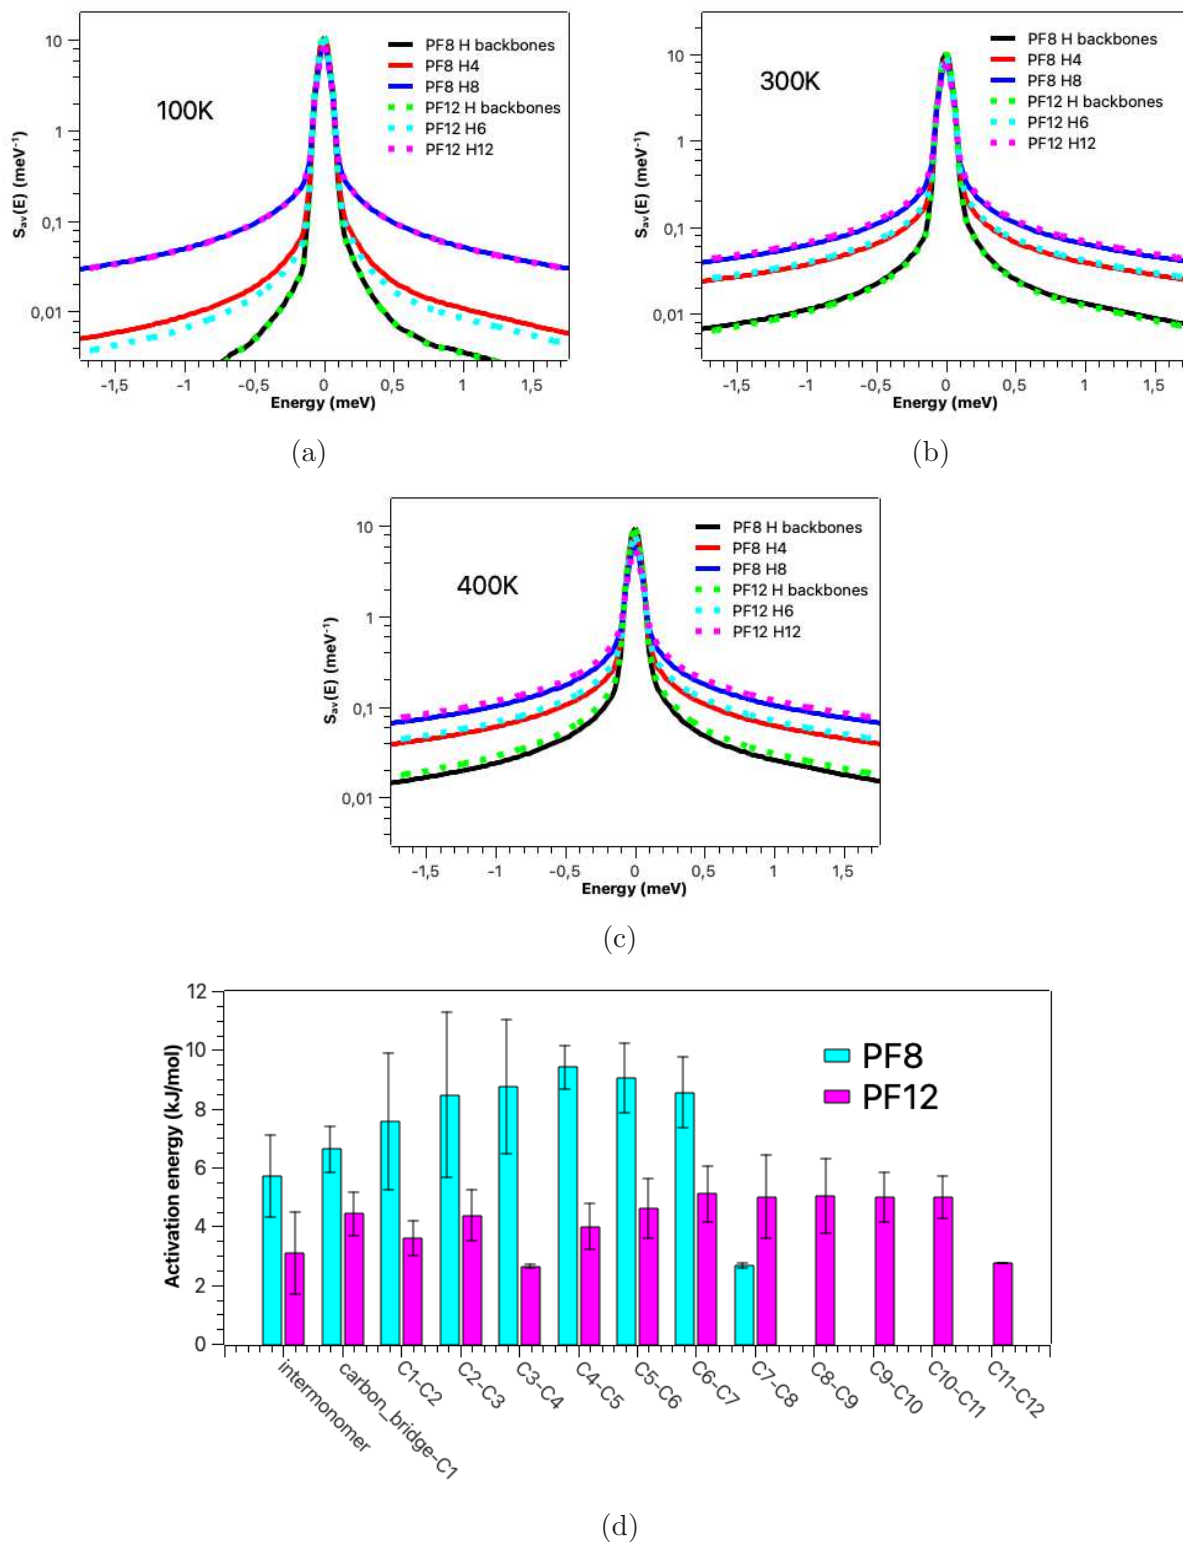 100K
PF8 H backbones
PF8 H4
PF8 H8
PF12 H backbones
PF12 H6
PF12 H12
10
1
0,1
0,01
Sav(E) (meV⁻¹)
-1,5 -1 -0,5 0 0,5 1 1,5
Energy (meV)
(a)
300K
PF8 H backbones
PF8 H4
PF8 H8
PF12 H backbones
PF12 H6
PF12 H12
10
1
0,1
0,01
Sav(E) (meV⁻¹)
-1,5 -1 -0,5 0 0,5 1 1,5
Energy (meV)
(b)
400K
PF8 H backbones
PF8 H4
PF8 H8
PF12 H backbones
PF12 H6
PF12 H12
10
1
0,1
0,01
Sav(E) (meV⁻¹)
-1,5 -1 -0,5 0 0,5 1 1,5
Energy (meV)
(c)
12
10
8
6
4
2
0
Activation energy (kJ/mol)
PF8
PF12
intermonomer
carbon_bridge-C1
C1-C2
C2-C3
C3-C4
C4-C5
C5-C6
C6-C7
C7-C8
C8-C9
C9-C10
C10-C11
C11-C12
(d)